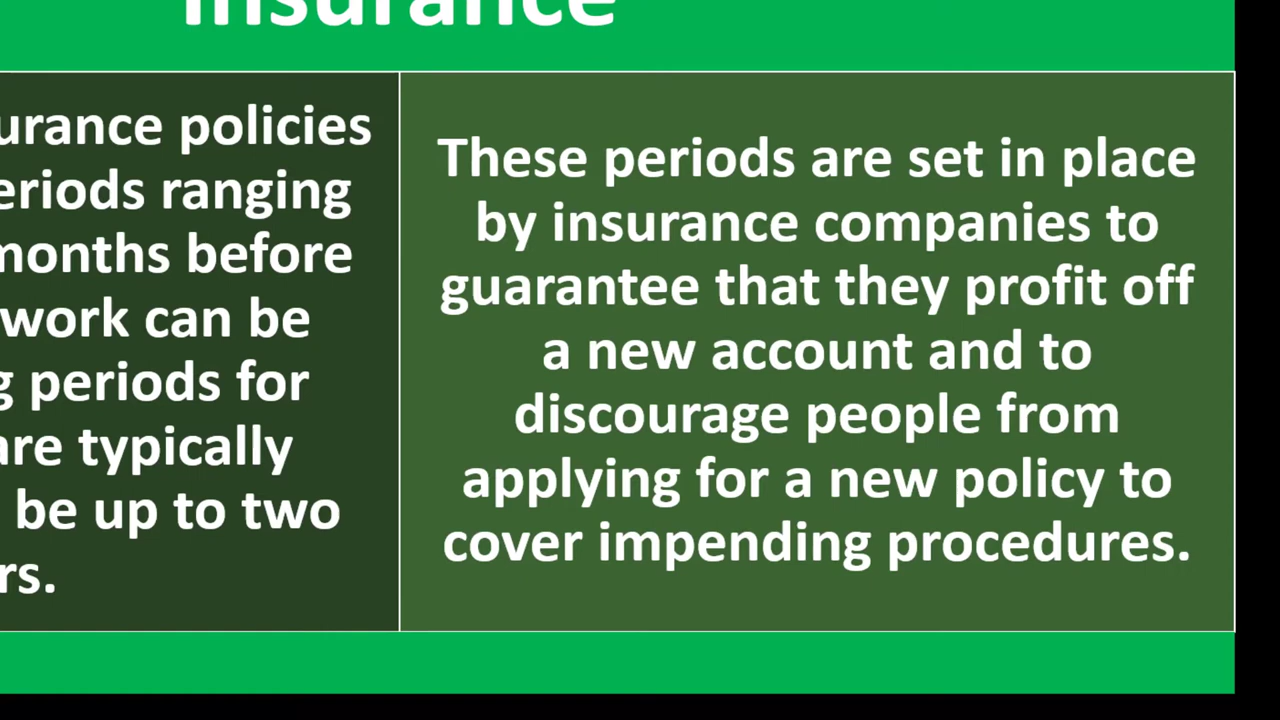 insurance
urance policies
eriods ranging
months before
work can be
g periods for
are typically
be up to two
rs.
These periods are set in place
by insurance companies to
guarantee that they profit off
a new account and to
discourage people from
applying for a new policy to
cover impending procedures.